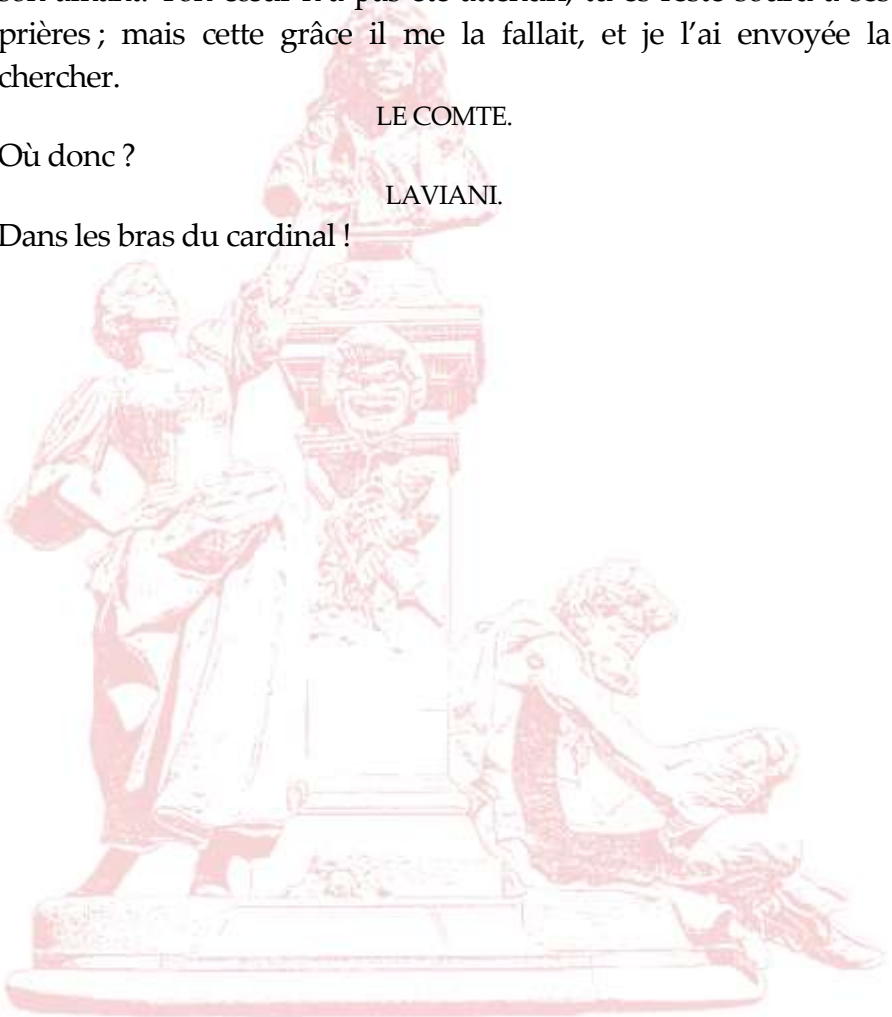 prières ; mais cette grâce il me la fallait, et je l’ai envoyée la
chercher.
LE COMTE.
Où donc ?
LAVIANI.
Dans les bras du cardinal !